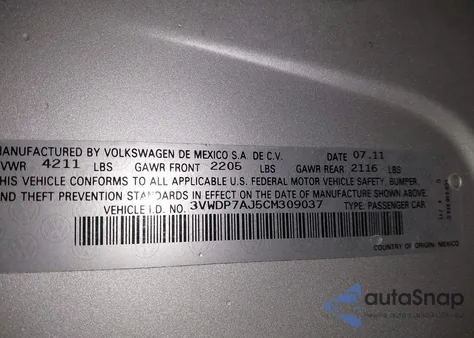 MANUFACTURED BY VOLKSWAGEN DE MEXICO S.A. DE C.V. DATE 07.11
VWR 4211 LBS GAWR FRONT 2205 GAWR REAR 2116 LBS
THIS VEHICLE CONFORMS TO ALL APPLICABLE U.S. FEDERAL MOTOR VEHICLE SAFETY, BUMPER,
AND THEFT PREVENTION STANDARDS IN EFFECT ON THE DATE OF MANUFACTURE SHOWN ABOVE
VEHICLE I.D. NO. 3VWDP7AJ5CM309037 TYPE: PASSENGER CAR
COUNTRY OF ORIGIN: MEXICO
autoSnap